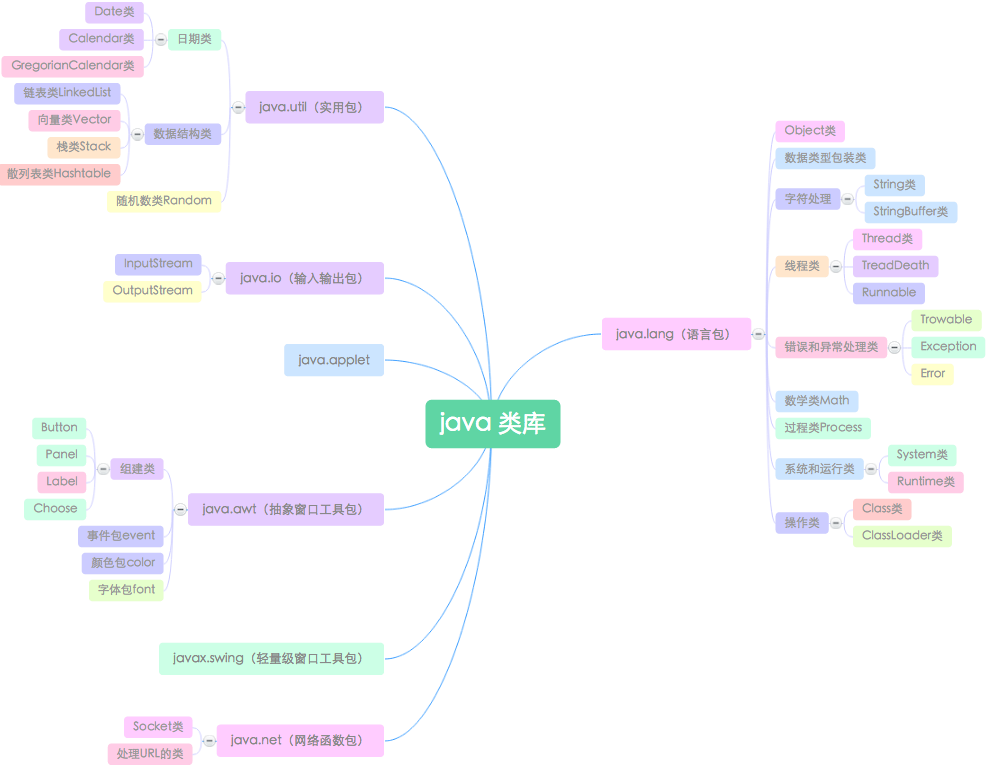 java 类库
java.util（实用包）
日期类
Date类
Calendar类
GregorianCalendar类
数据结构类
链表类LinkedList
向量类Vector
栈类Stack
散列表类Hashtable
随机数类Random
java.io（输入输出包）
InputStream
OutputStream
java.applet
java.awt（抽象窗口工具包）
组建类
Button
Panel
Label
Choose
事件包event
颜色包color
字体包font
javax.swing（轻量级窗口工具包）
java.net（网络函数包）
Socket类
处理URL的类
java.lang（语言包）
Object类
数据类型包装类
字符处理
String类
StringBuffer类
线程类
Thread类
TreadDeath
Runnable
错误和异常处理类
Trowable
Exception
Error
数学类Math
过程类Process
系统和运行类
System类
Runtime类
操作类
Class类
ClassLoader类